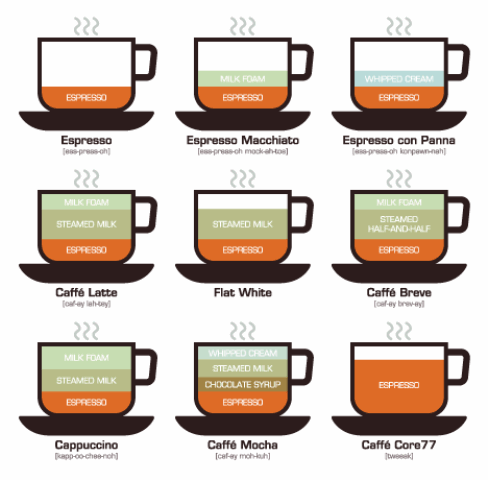 ESPRESSO
Espresso
[ess-press-oh]
MILK FOAM
ESPRESSO
Espresso Macchiato
[ess-press-oh mock-ah-toe]
WHIPPED CREAM
ESPRESSO
Espresso con Panna
[ess-press-oh konpawn-nah]
MILK FOAM
STEAMED MILK
ESPRESSO
Caffé Latte
[caf-ey lah-tey]
STEAMED MILK
ESPRESSO
Flat White
MILK FOAM
STEAMED
HALF-AND-HALF
ESPRESSO
Caffé Breve
[caf-ey brev-ey]
MILK FOAM
STEAMED MILK
ESPRESSO
Cappuccino
[kapp-oo-chee-noh]
WHIPPED CREAM
STEAMED MILK
CHOCOLATE SYRUP
ESPRESSO
Caffé Mocha
[caf-ey moh-kuh]
ESPRESSO
Caffé Core77
[tweeek]